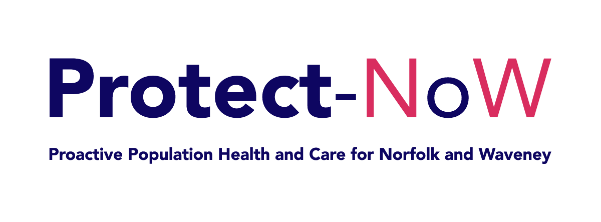 Protect-NoW
Proactive Population Health and Care for Norfolk and Waveney